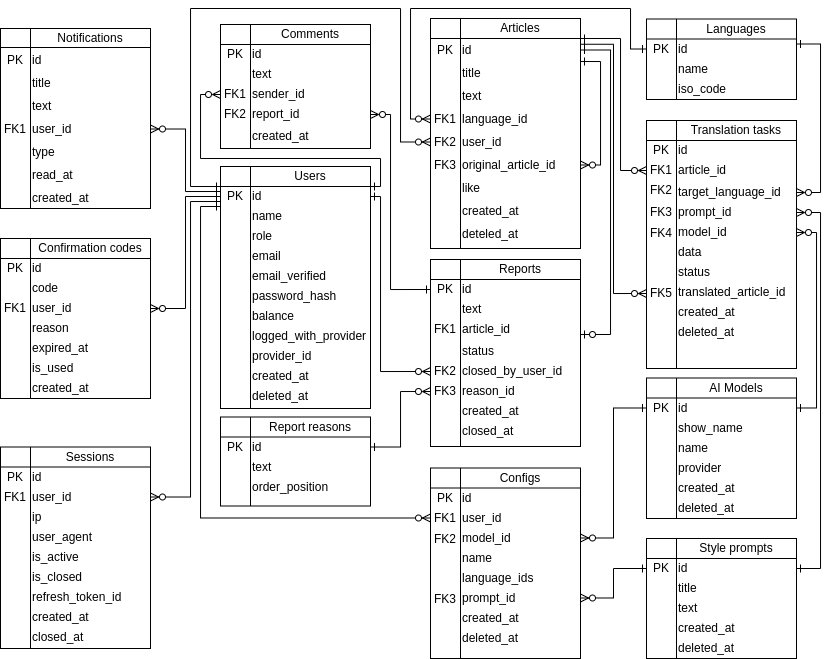 Notifications
PK id
title
text
FK1 user_id
type
read_at
created_at
Confirmation codes
PK id
code
FK1 user_id
reason
expired_at
is_used
created_at
Sessions
PK id
FK1 user_id
ip
user_agent
is_active
is_closed
refresh_token_id
created_at
closed_at
Comments
PK id
text
FK1 sender_id
FK2 report_id
created_at
Users
PK id
name
role
email
email_verified
password_hash
balance
logged_with_provider
provider_id
created_at
deleted_at
Report reasons
PK id
text
order_position
Articles
PK id
title
text
FK1 language_id
FK2 user_id
FK3 original_article_id
like
created_at
deteled_at
Reports
PK id
text
FK1 article_id
status
FK2 closed_by_user_id
FK3 reason_id
created_at
closed_at
Configs
PK id
FK1 user_id
FK2 model_id
name
language_ids
FK3 prompt_id
created_at
deleted_at
Languages
PK id
name
iso_code
Translation tasks
PK id
FK1 article_id
FK2 target_language_id
FK3 prompt_id
FK4 model_id
data
status
FK5 translated_article_id
created_at
deleted_at
AI Models
PK id
show_name
name
provider
created_at
deleted_at
Style prompts
PK id
title
text
created_at
deleted_at